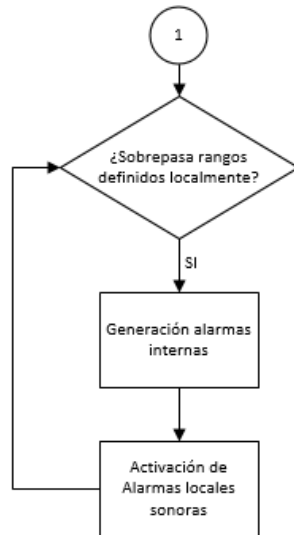 1
¿Sobrepasa rangos
definidos localmente?
SI
Generación alarmas
internas
Activación de
Alarmas locales
sonoras